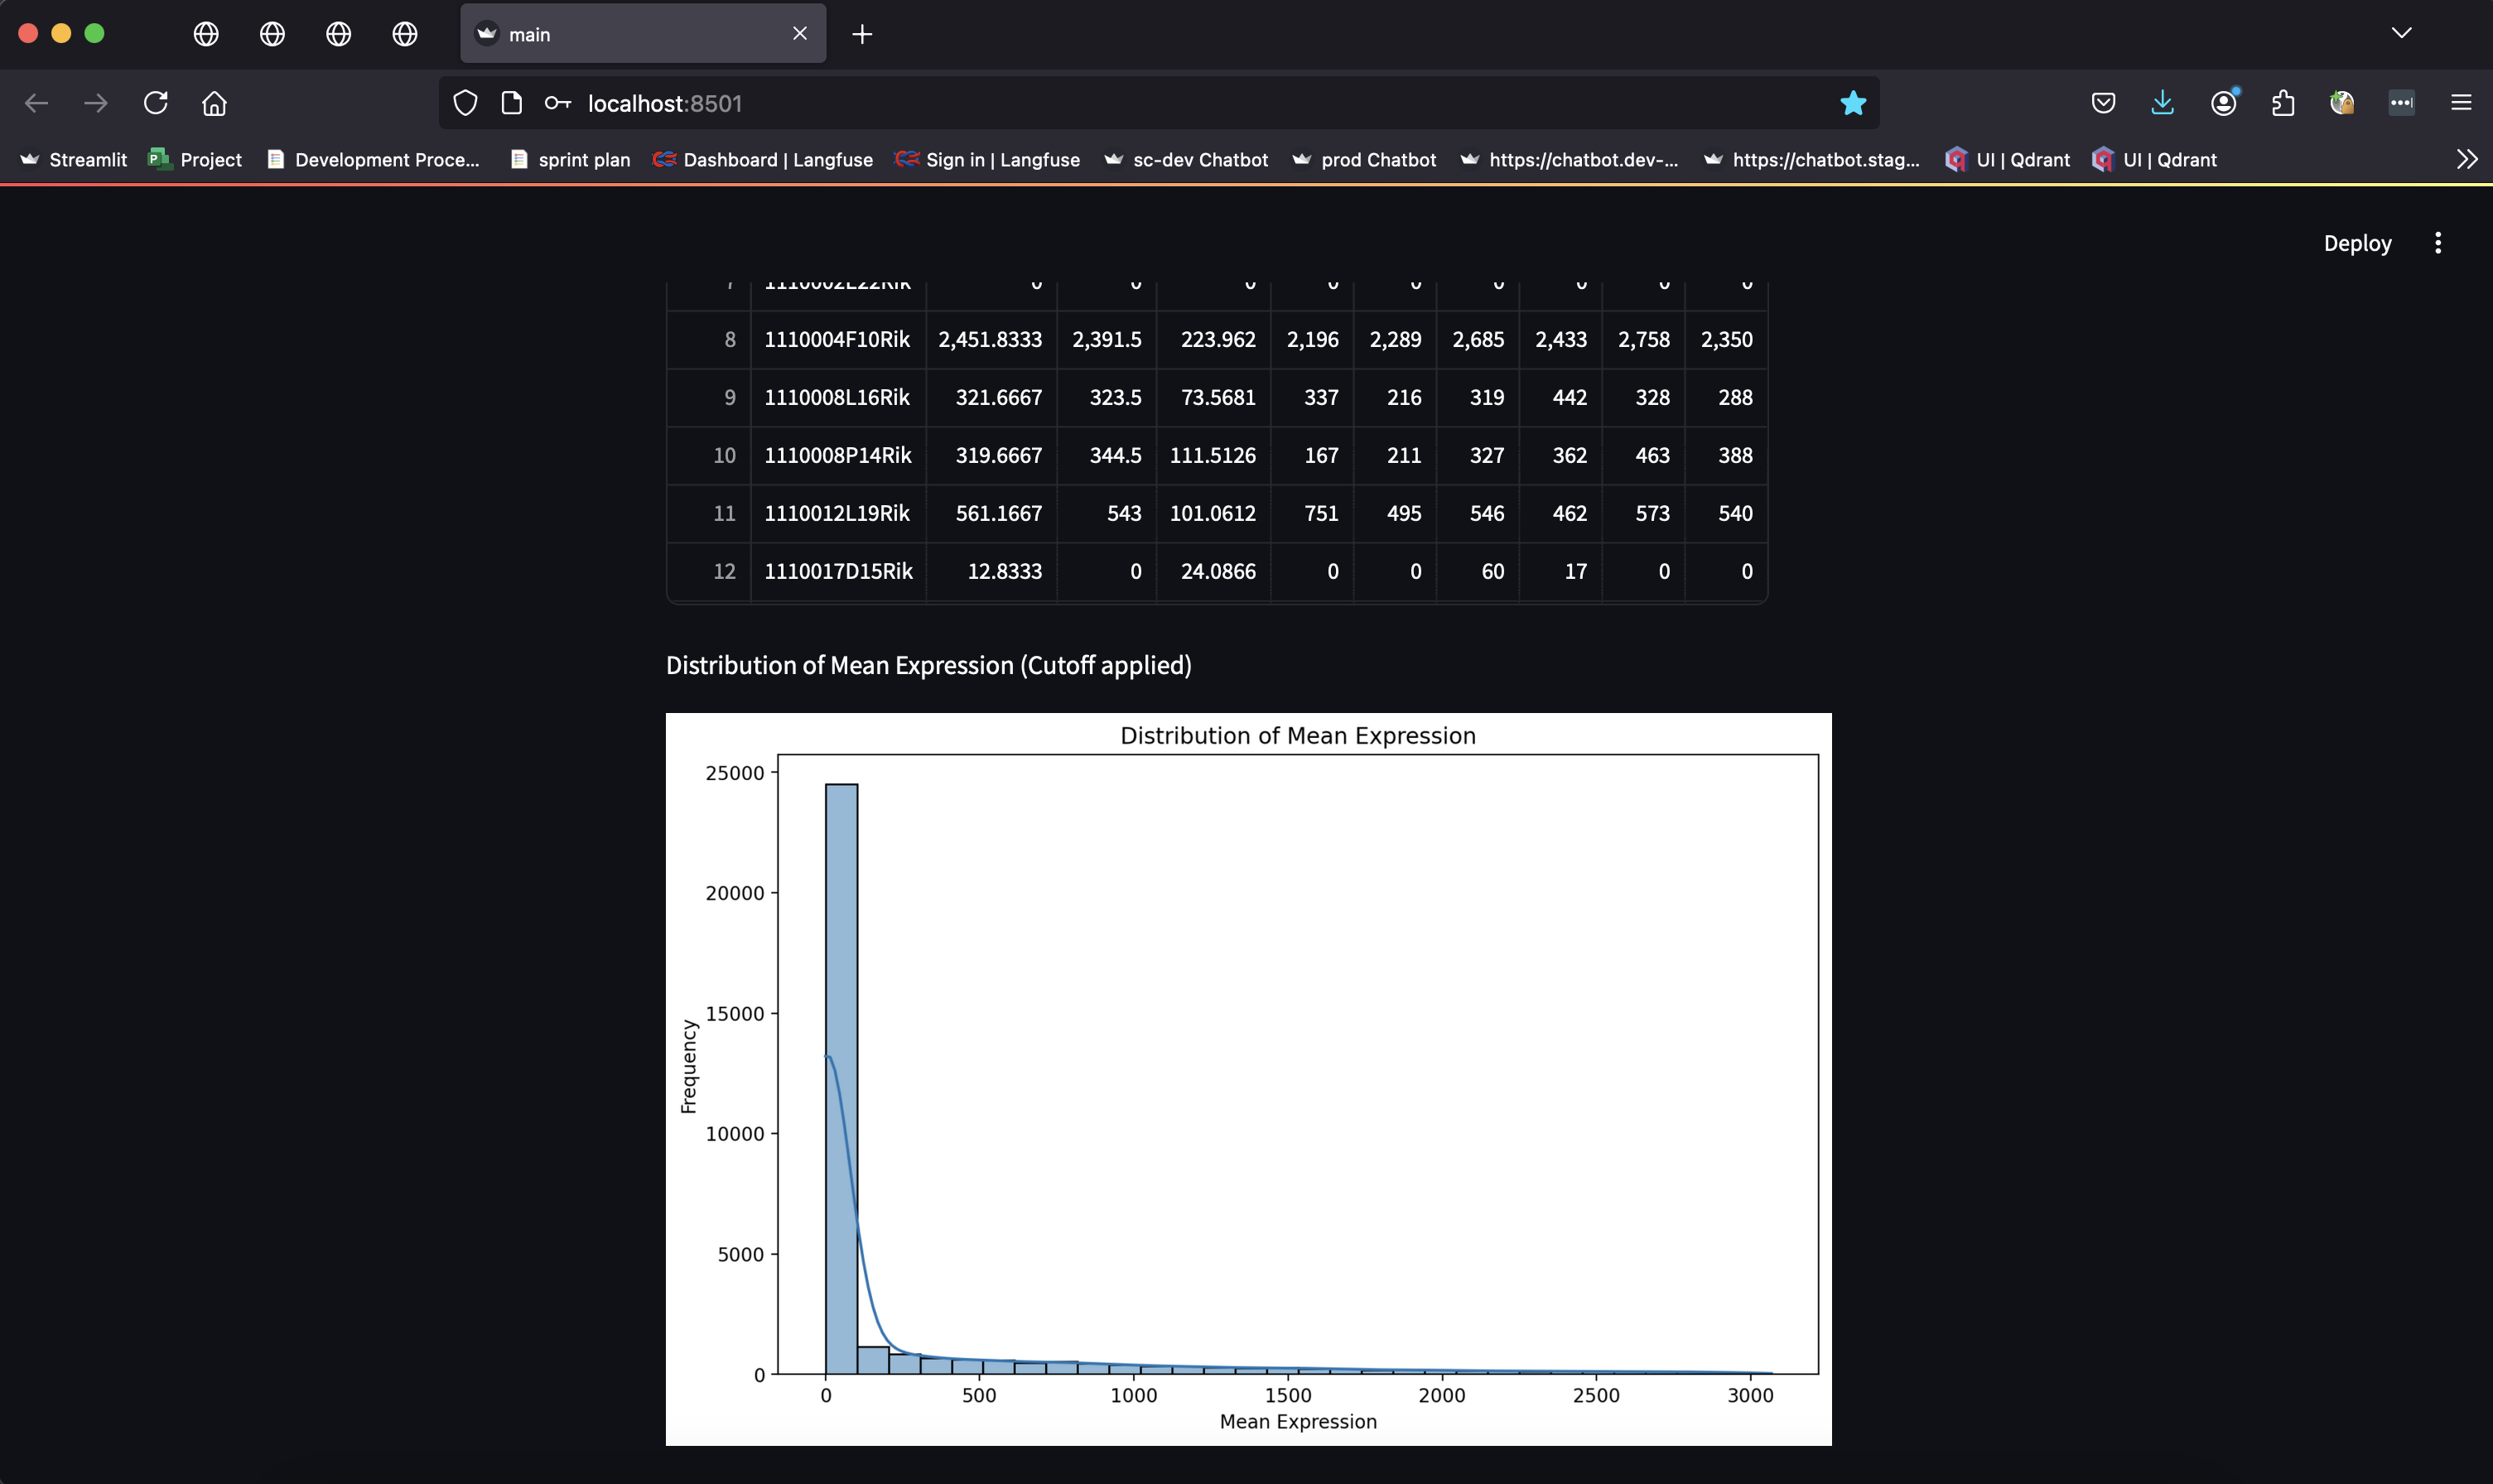 main
localhost:8501
Streamlit Project Development Proce... sprint plan Dashboard | Langfuse Sign in | Langfuse sc-dev Chatbot prod Chatbot https://chatbot.dev-... https://chatbot.stag... UI | Qdrant UI | Qdrant
Deploy
7 1110002L22Rik 0 0 0 0 0 0 0 0 0
8 1110004F10Rik 2,451.8333 2,391.5 223.962 2,196 2,289 2,685 2,433 2,758 2,350
9 1110008L16Rik 321.6667 323.5 73.5681 337 216 319 442 328 288
10 1110008P14Rik 319.6667 344.5 111.5126 167 211 327 362 463 388
11 1110012L19Rik 561.1667 543 101.0612 751 495 546 462 573 540
12 1110017D15Rik 12.8333 0 24.0866 0 0 60 17 0 0
Distribution of Mean Expression (Cutoff applied)
Distribution of Mean Expression
25000
20000
15000
10000
5000
0
Frequency
0 500 1000 1500 2000 2500 3000
Mean Expression